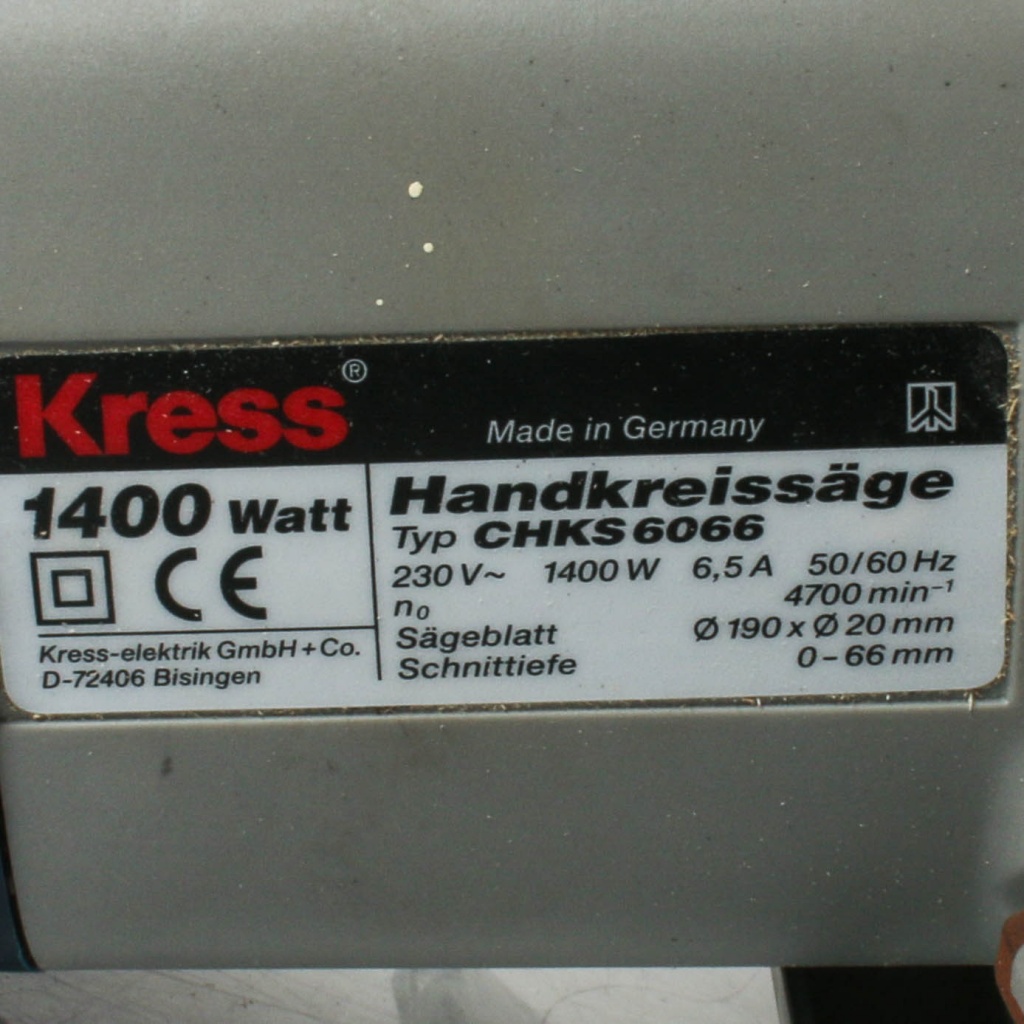 Kress®
Made in Germany
1400 Watt
CE
Kress-elektrik GmbH + Co.
D-72406 Bisingen
Handkreissäge
Typ CHKS 6066
230 V~ 1400 W 6,5 A 50/60 Hz
n₀ 4700 min⁻¹
Sägeblatt Ø 190 x Ø 20 mm
Schnittiefe 0 – 66 mm